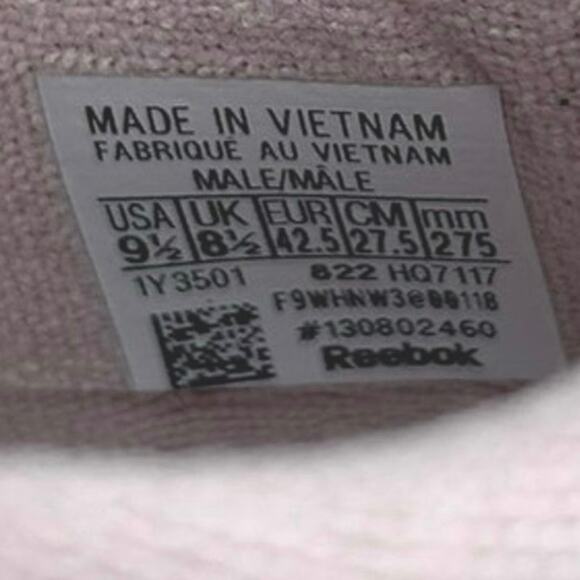 MADE IN VIETNAM
FABRIQUE AU VIETNAM
MALE/MÂLE
USA UK EUR CM mm
9½ 8½ 42.5 27.5 275
1Y3501 822 HQ7117
#130802460
Reebok